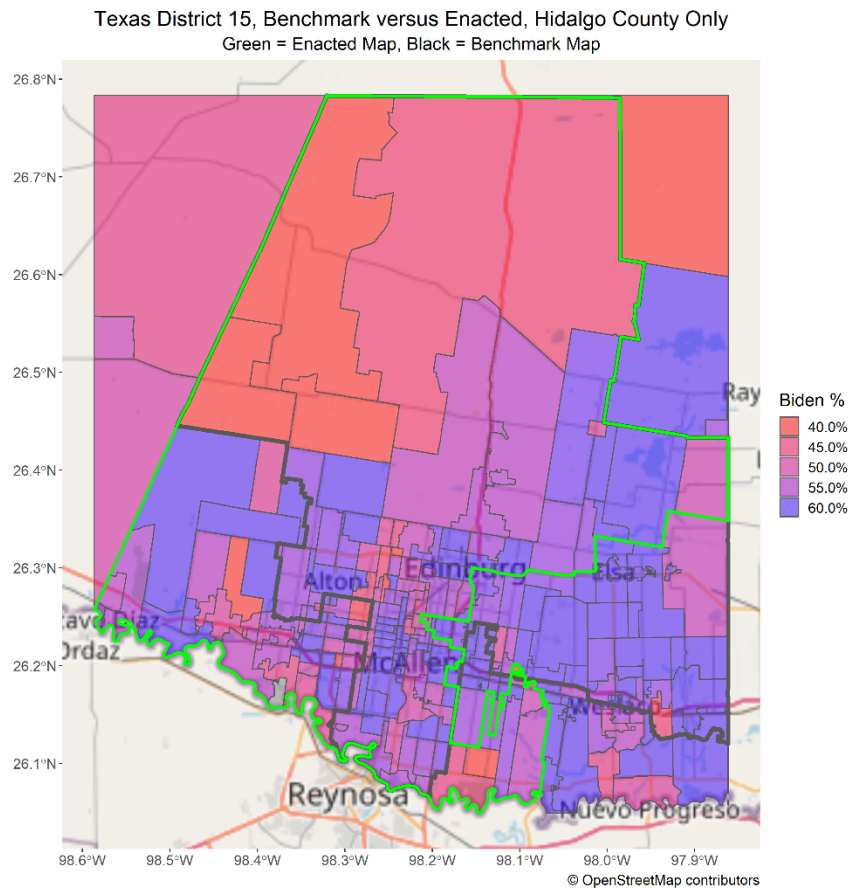 Texas District 15, Benchmark versus Enacted, Hidalgo County Only
Green = Enacted Map, Black = Benchmark Map
26.8°N
26.7°N
26.6°N
26.5°N
26.4°N
26.3°N
26.2°N
26.1°N
Ray
Biden %
40.0%
45.0%
50.0%
55.0%
60.0%
Edinburg
Elsa
Alton
tavo Díaz
Ordaz
McAllen
Reynosa
Nuevo Progreso
98.6°W 98.5°W 98.4°W 98.3°W 98.2°W 98.1°W 98.0°W 97.9°W
© OpenStreetMap contributors